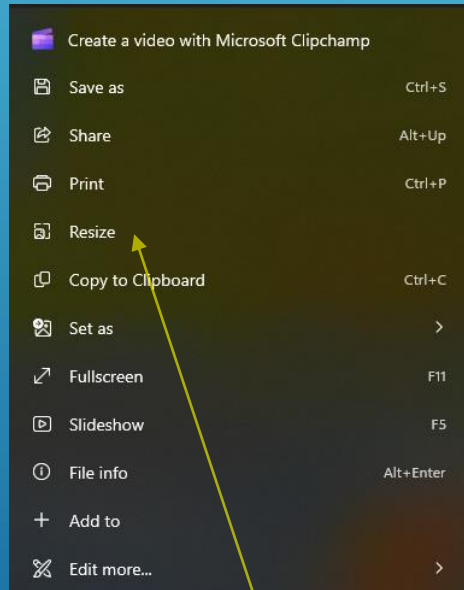 Create a video with Microsoft Clipchamp
Save as Ctrl+S
Share Alt+Up
Print Ctrl+P
Resize
Copy to Clipboard Ctrl+C
Set as
Fullscreen F11
Slideshow F5
File info Alt+Enter
Add to
Edit more...